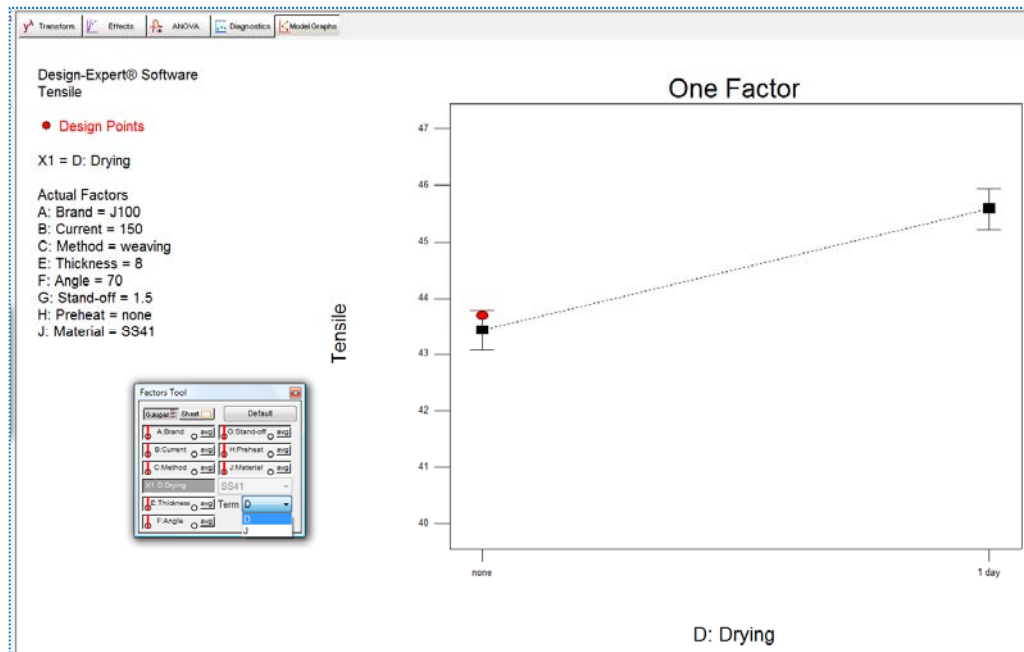 Transform Effects ANOVA Diagnostics Model Graphs
Design-Expert® Software
Tensile
Design Points
X1 = D: Drying
Actual Factors
A: Brand = J100
B: Current = 150
C: Method = weaving
E: Thickness = 8
F: Angle = 70
G: Stand-off = 1.5
H: Preheat = none
J: Material = SS41
Factors Tool
Gauges Sheet Default
A:Brand avg G:Stand-off avg
B:Current avg H:Preheat avg
C:Method avg J:Material avg
X1 D:Drying SS41
E:Thickness avg Term D
F:Angle avg D
J
One Factor
47
46
45
44
43
42
41
40
Tensile
none 1 day
D: Drying